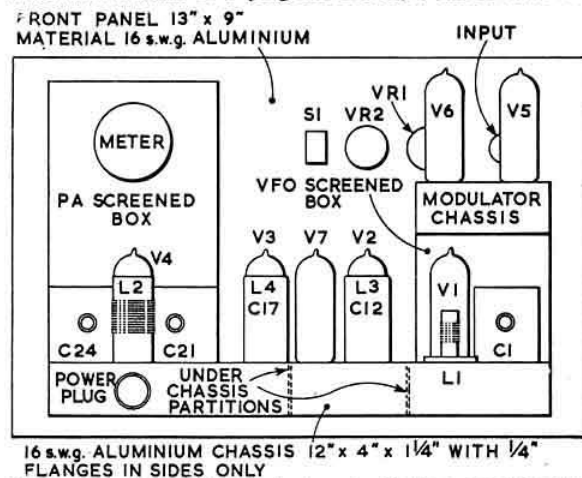 FRONT PANEL 13" x 9"
MATERIAL 16 s.w.g. ALUMINIUM
INPUT
VR1
S1
VR2
V6
V5
METER
VFO SCREENED
BOX
PA SCREENED
BOX
MODULATOR
CHASSIS
V4
V3
V7
V2
L2
L4
C17
L3
C12
V1
C24
C21
C1
POWER
PLUG
UNDER
CHASSIS
PARTITIONS
L1
16 s.w.g. ALUMINIUM CHASSIS 12" x 4" x 1 1/4" WITH 1/4"
FLANGES IN SIDES ONLY